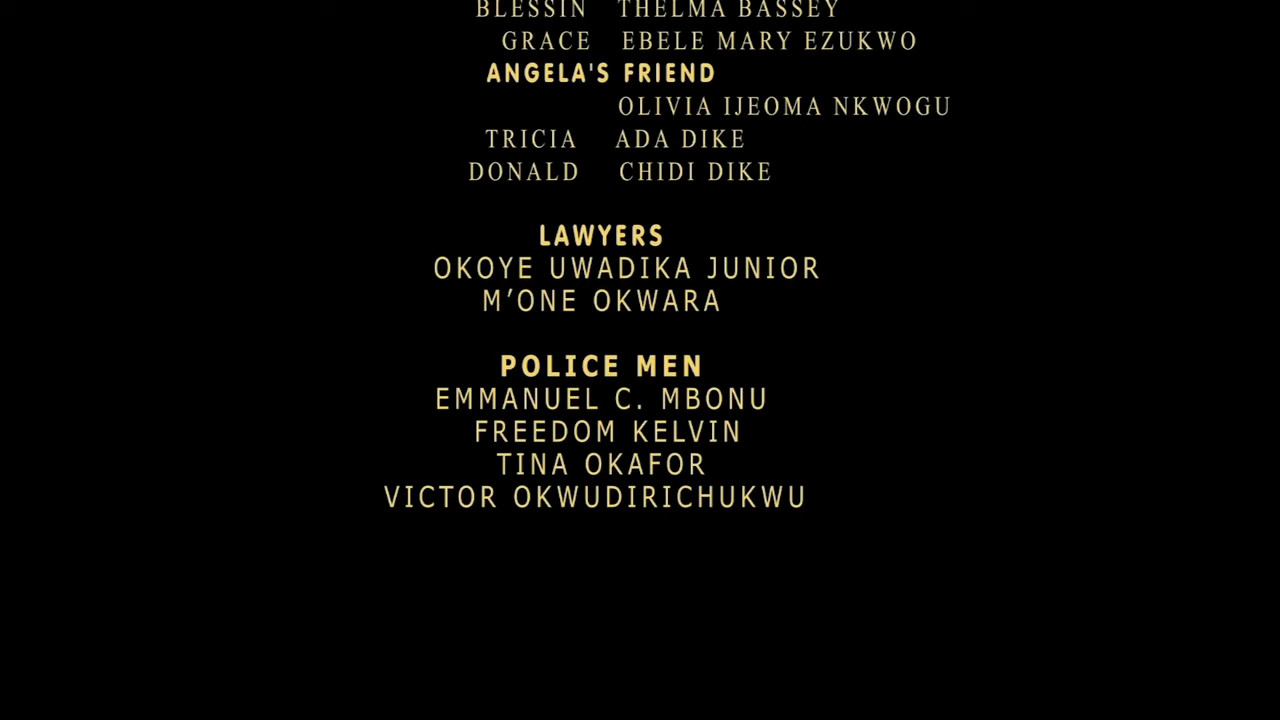 BLESSIN THELMA BASSEY
GRACE EBELE MARY EZUKWO
ANGELA'S FRIEND
OLIVIA IJEOMA NKWOGU
TRICIA ADA DIKE
DONALD CHIDI DIKE
LAWYERS
OKOYE UWADIKA JUNIOR
M’ONE OKWARA
POLICE MEN
EMMANUEL C. MBONU
FREEDOM KELVIN
TINA OKAFOR
VICTOR OKWUDIRICHUKWU